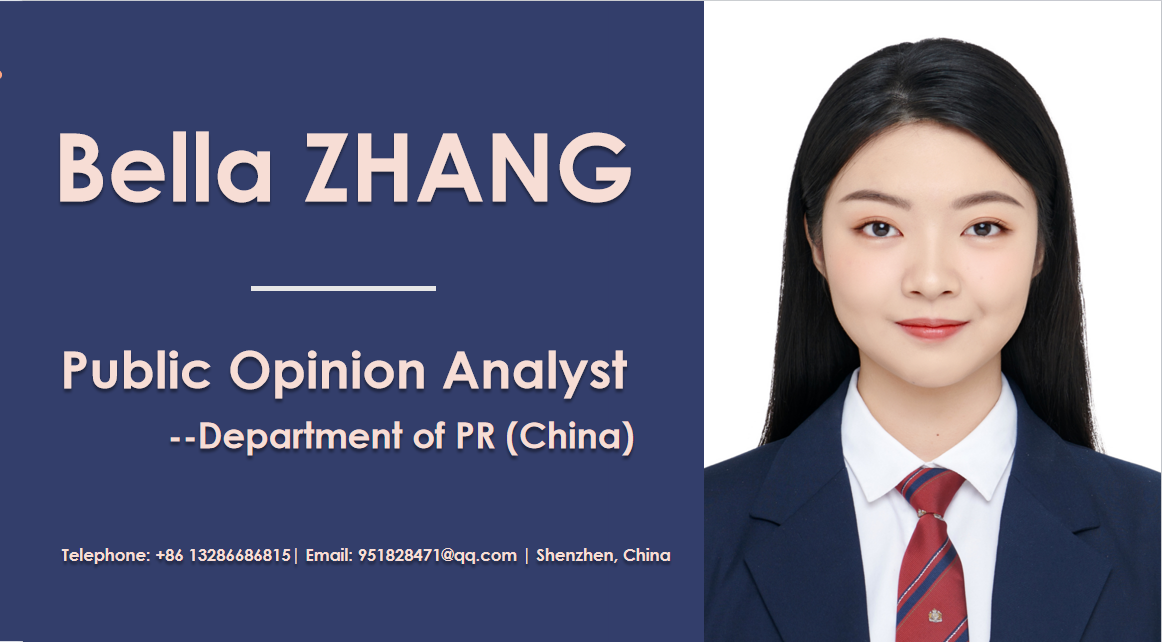 Bella ZHANG
Public Opinion Analyst
--Department of PR (China)
Telephone: +86 13286686815| Email: 951828471@qq.com | Shenzhen, China